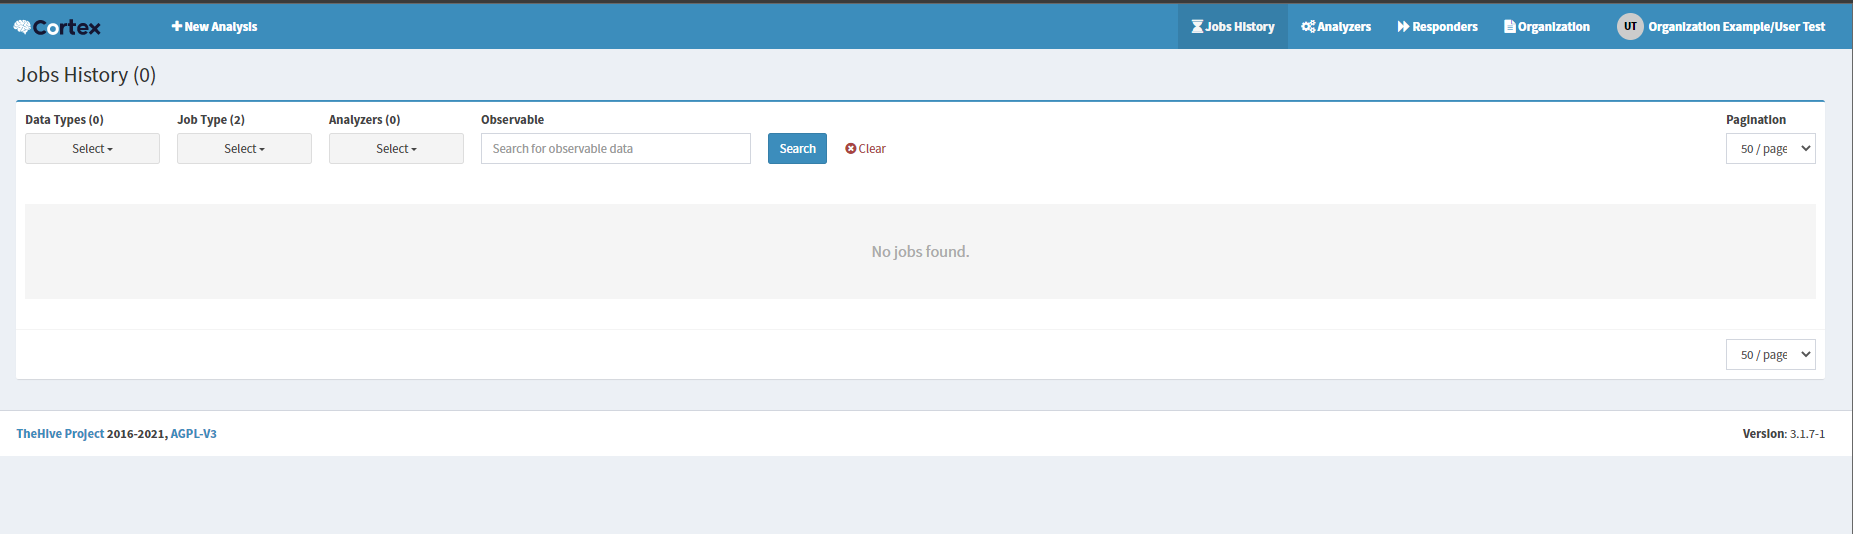 Cortex New Analysis Jobs History Analyzers Responders Organization UT Organization Example/User Test
Jobs History (0)
Data Types (0) Job Type (2) Analyzers (0) Observable Pagination
Select Select Select Search for observable data Search Clear 50 / page
No jobs found.
50 / page
TheHive Project 2016-2021, AGPL-V3 Version: 3.1.7-1